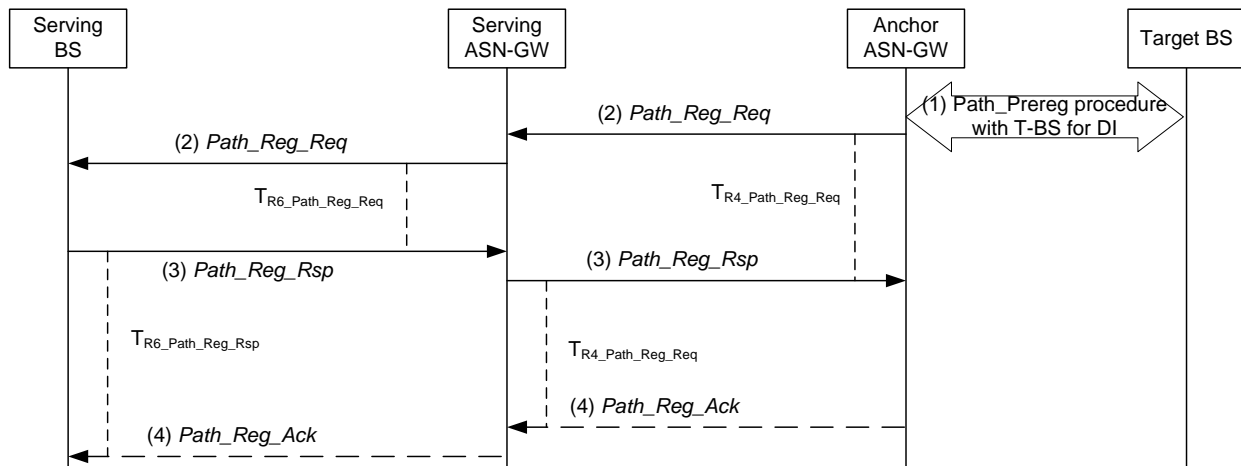 Serving
BS
Serving
ASN-GW
Anchor
ASN-GW
Target BS
(1) Path_Prereg procedure
with T-BS for DI
(2) Path_Reg_Req
(2) Path_Reg_Req
TR6_Path_Reg_Req
TR4_Path_Reg_Req
(3) Path_Reg_Rsp
(3) Path_Reg_Rsp
TR6_Path_Reg_Rsp
TR4_Path_Reg_Req
(4) Path_Reg_Ack
(4) Path_Reg_Ack